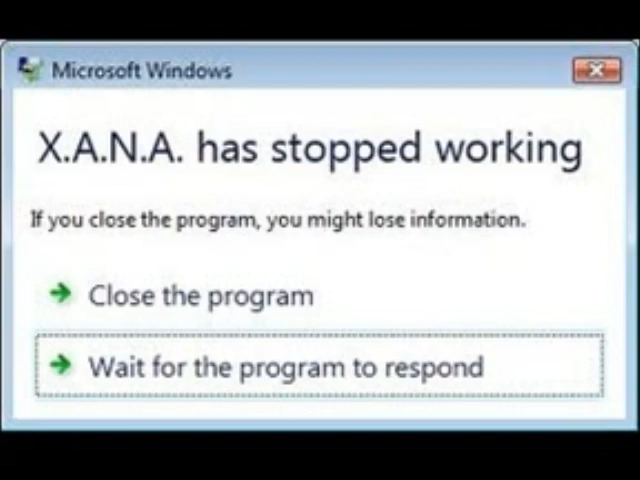 Microsoft Windows
X.A.N.A. has stopped working
If you close the program, you might lose information.
Close the program
Wait for the program to respond